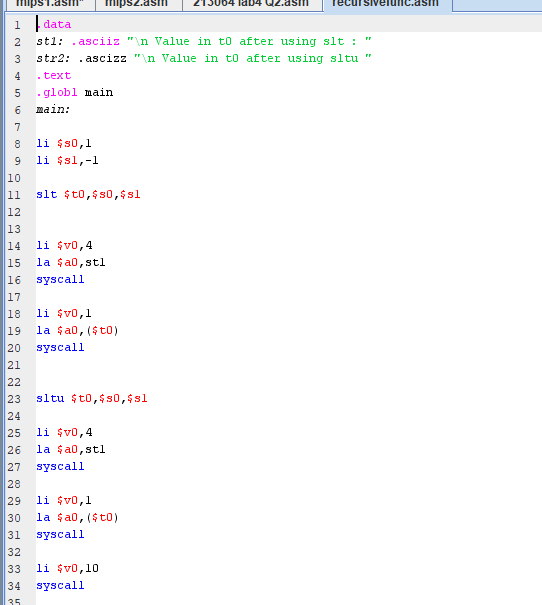 mips1.asm* mips2.asm 213064 lab4 Q2.asm recursivefunc.asm
1 .data
2 st1: .asciiz "\n Value in t0 after using slt : "
3 str2: .ascizz "\n Value in t0 after using sltu "
4 .text
5 .globl main
6 main:
7
8 li $s0,1
9 li $s1,-1
10
11 slt $t0,$s0,$s1
12
13
14 li $v0,4
15 la $a0,st1
16 syscall
17
18 li $v0,1
19 la $a0,($t0)
20 syscall
21
22
23 sltu $t0,$s0,$s1
24
25 li $v0,4
26 la $a0,st1
27 syscall
28
29 li $v0,1
30 la $a0,($t0)
31 syscall
32
33 li $v0,10
34 syscall
35